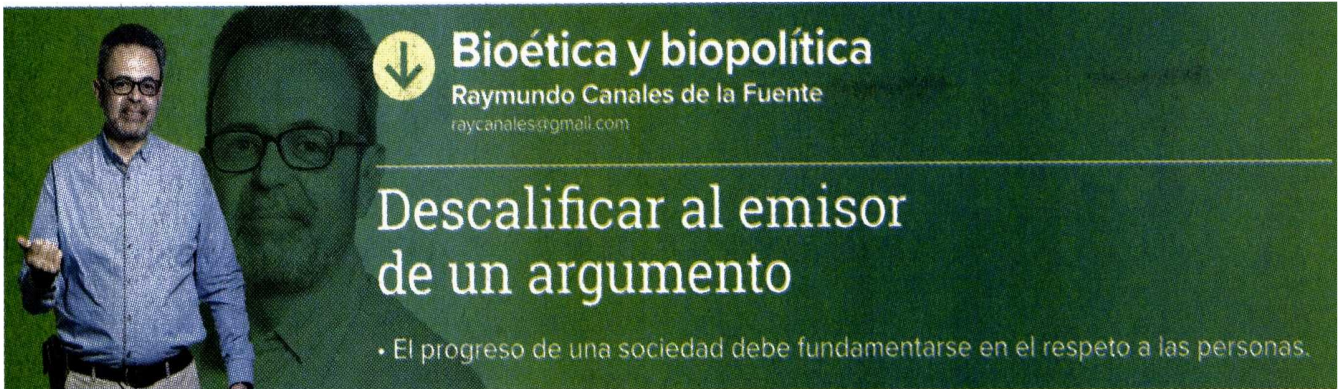 Bioética y biopolítica
Raymundo Canales de la Fuente
raycanales@gmail.com
Descalificar al emisor
de un argumento
• El progreso de una sociedad debe fundamentarse en el respeto a las personas.